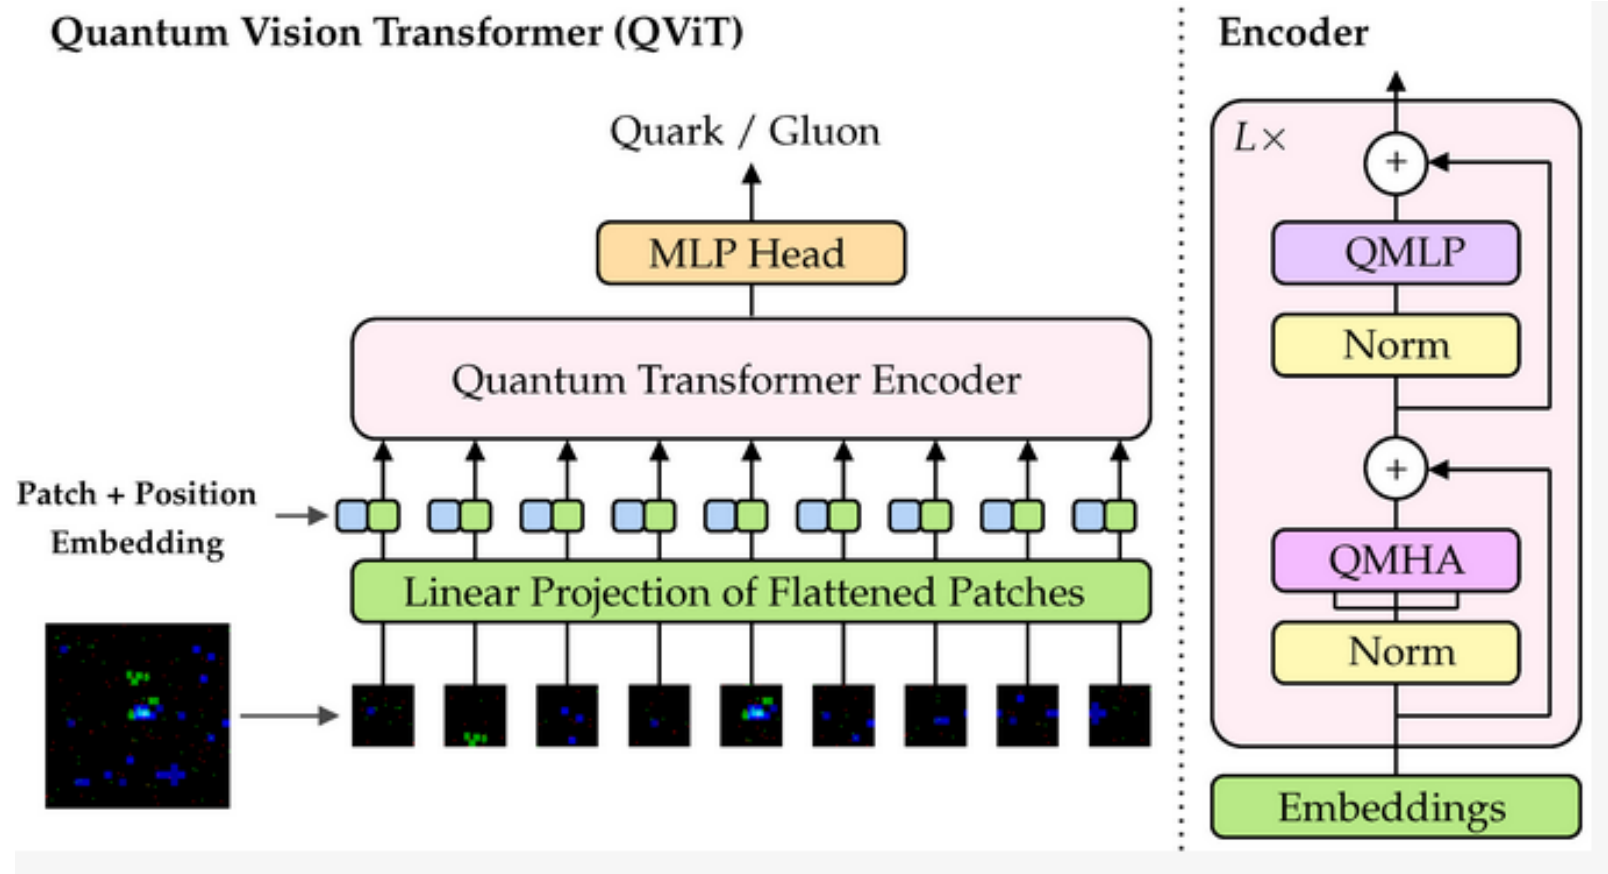 Quantum Vision Transformer (QViT)
Quark / Gluon
MLP Head
Quantum Transformer Encoder
Patch + Position
Embedding
Linear Projection of Flattened Patches
Encoder
L×
+
QMLP
Norm
+
QMHA
Norm
Embeddings